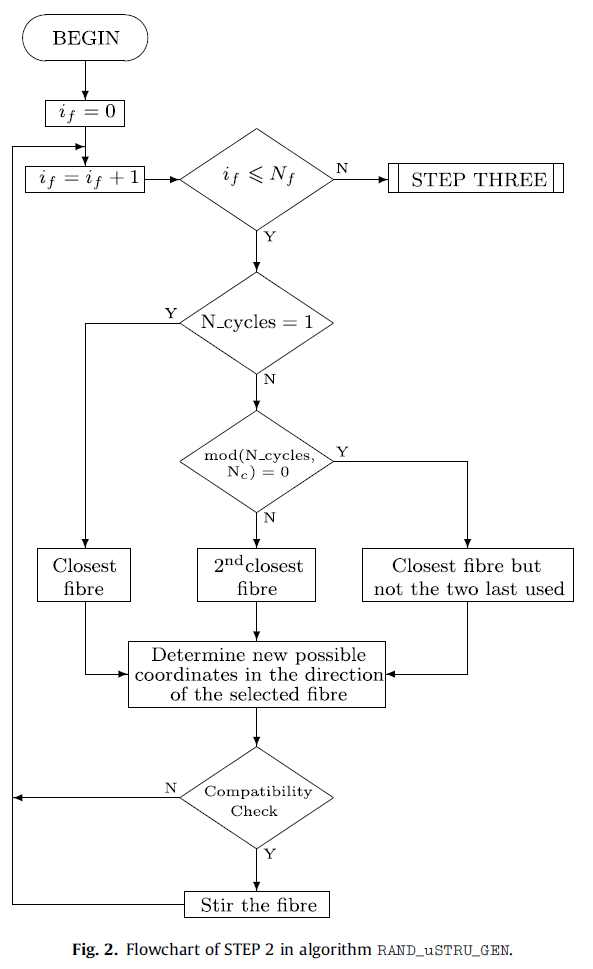 BEGIN
i_f = 0
i_f = i_f + 1
i_f ⩽ N_f
N
STEP THREE
Y
Y
N_cycles = 1
N
mod(N_cycles,
N_c) = 0
Y
N
Closest
fibre
2ndclosest
fibre
Closest fibre but
not the two last used
Determine new possible
coordinates in the direction
of the selected fibre
N
Compatibility
Check
Y
Stir the fibre
Fig. 2. Flowchart of STEP 2 in algorithm RAND_uSTRU_GEN.